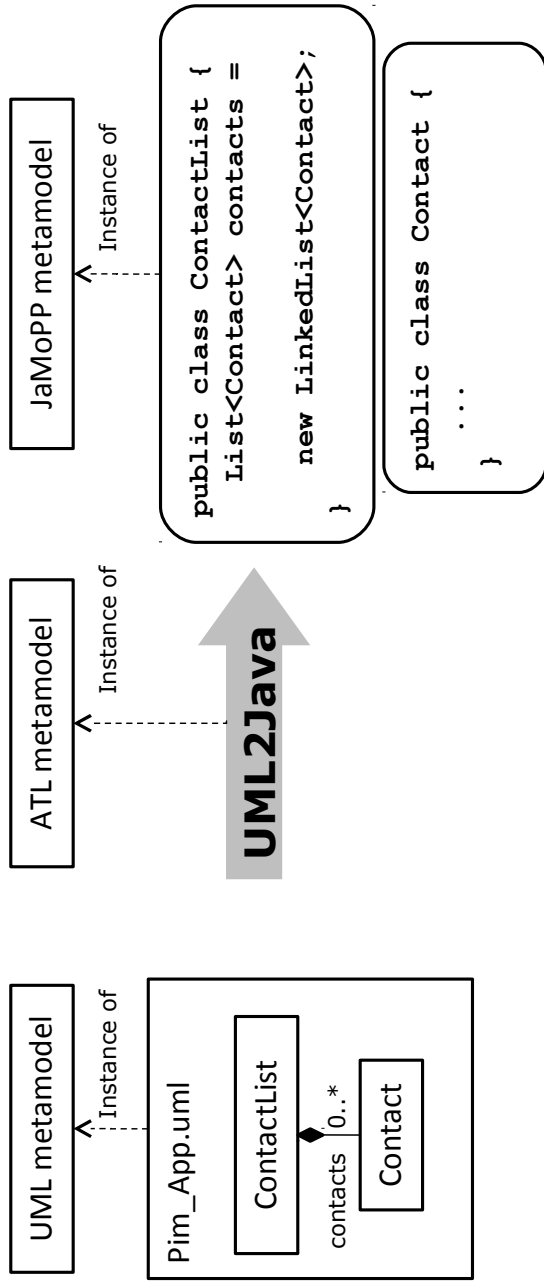 UML metamodel
Instance of
Pim_App.uml
ContactList
contacts 0..*
Contact
ATL metamodel
Instance of
UML2Java
JaMoPP metamodel
Instance of
public class ContactList {
List<Contact> contacts =
new LinkedList<Contact>;
}
public class Contact {
...
}